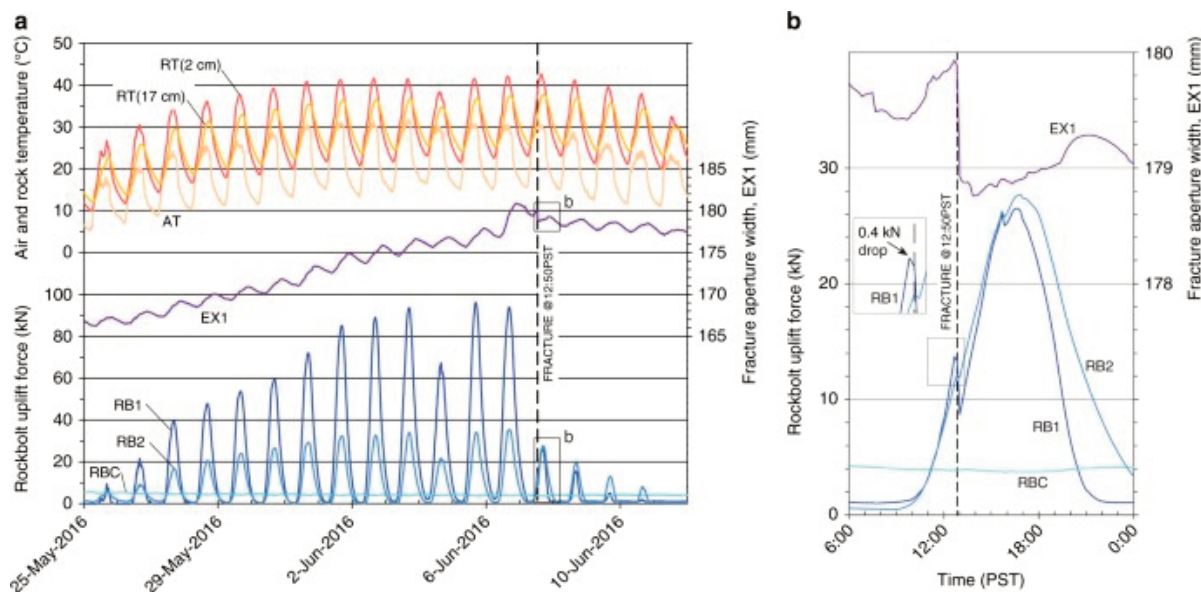 a
Air and rock temperature (°C)
50
40
30
20
10
0
RT(2 cm)
RT(17 cm)
AT
EX1
b
FRACTURE @12:50PST
Fracture aperture width, EX1 (mm)
185
180
175
170
165
Rockbolt uplift force (kN)
100
80
60
40
20
0
RB1
RB2
RBC
b
25-May-2016
29-May-2016
2-Jun-2016
6-Jun-2016
10-Jun-2016
b
Rockbolt uplift force (kN)
30
20
10
0
180
179
178
Fracture aperture width, EX1 (mm)
EX1
0.4 kN
drop
RB1
FRACTURE @12:50PST
RB2
RB1
RBC
6:00
12:00
18:00
0:00
Time (PST)